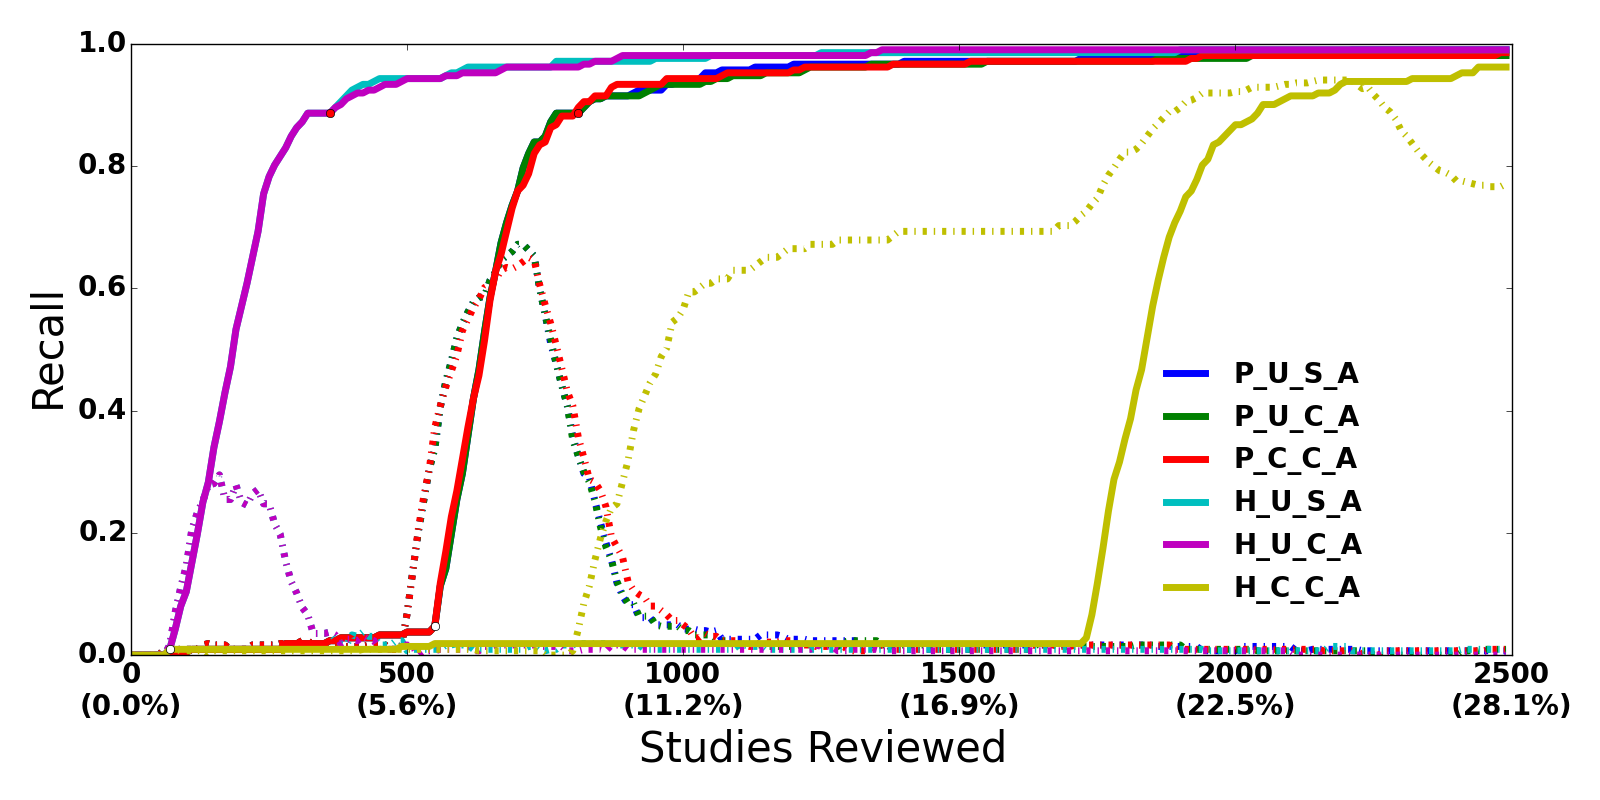 1.0
0.8
0.6
0.4
0.2
0.0
Recall
P_U_S_A
P_U_C_A
P_C_C_A
H_U_S_A
H_U_C_A
H_C_C_A
0 500 1000 1500 2000 2500
(0.0%) (5.6%) (11.2%) (16.9%) (22.5%) (28.1%)
Studies Reviewed